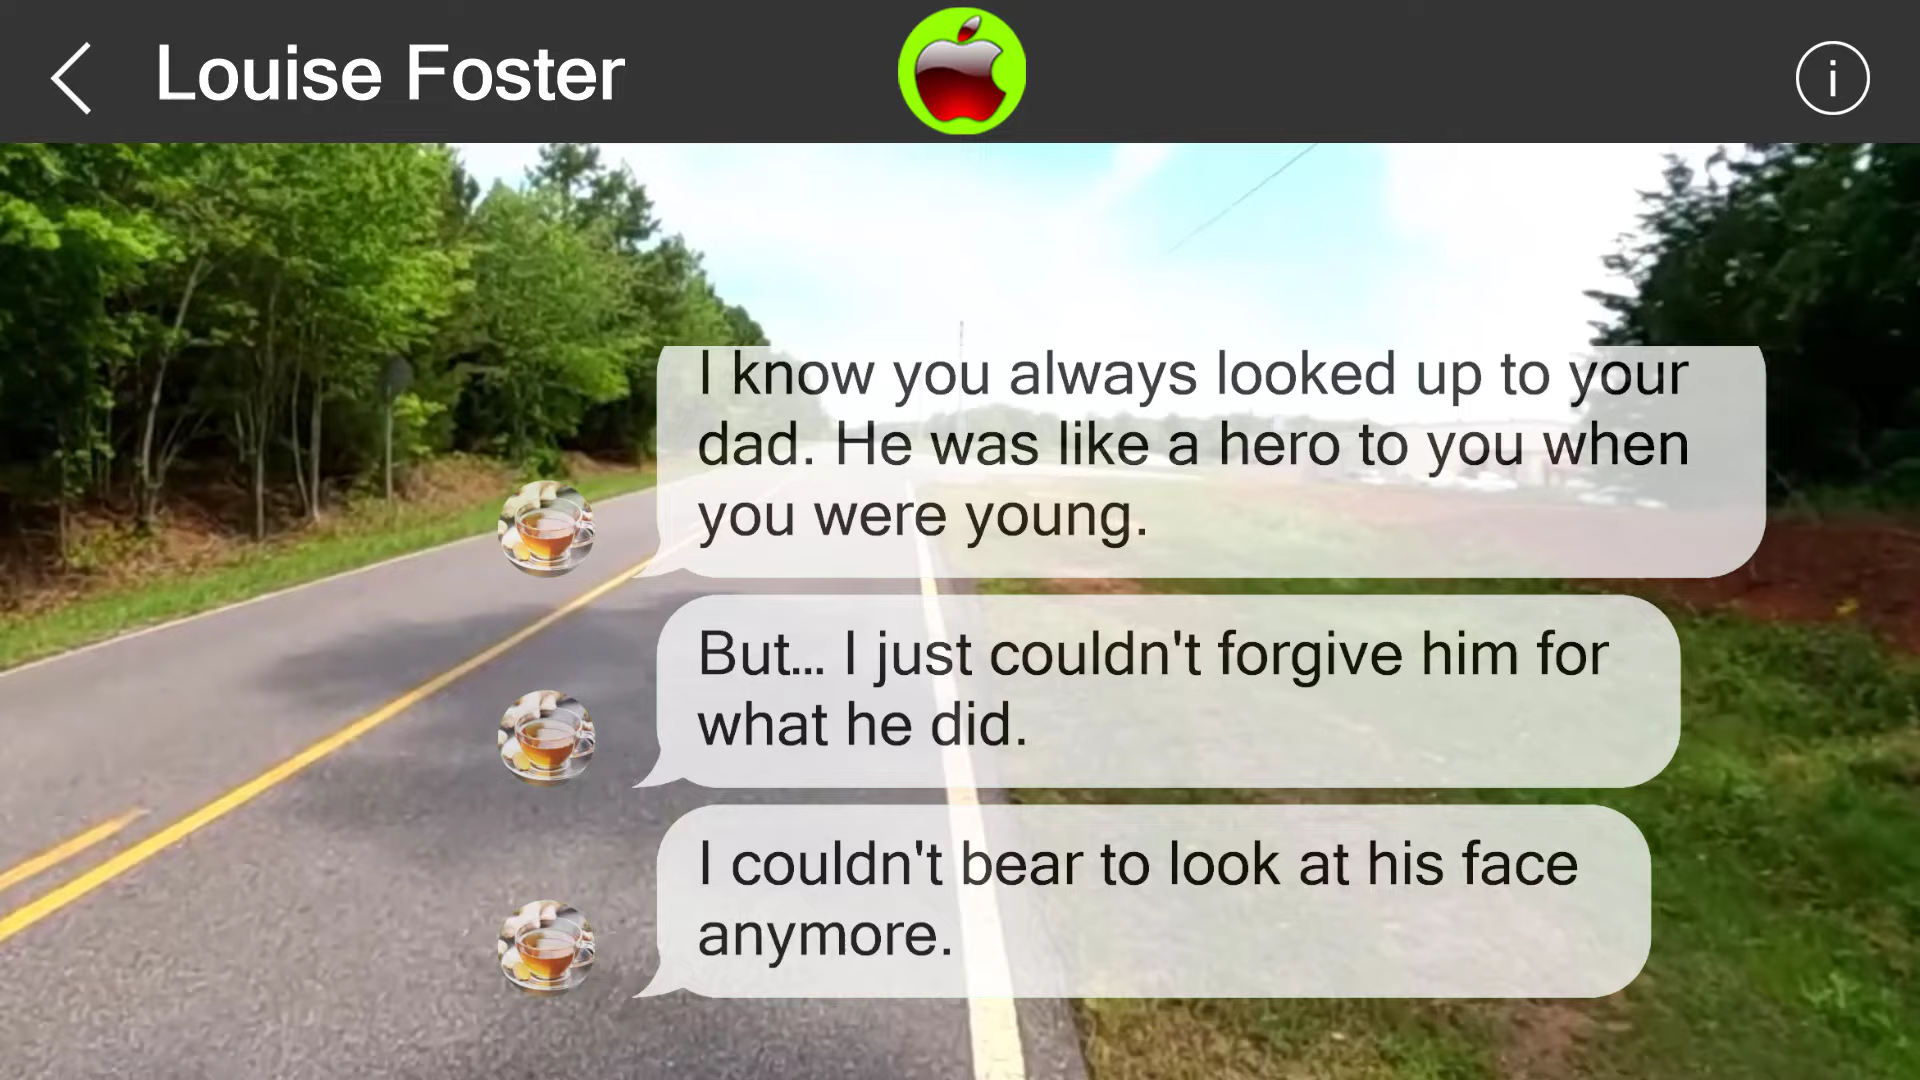 Louise Foster
i
I know you always looked up to your
dad. He was like a hero to you when
you were young.
But... I just couldn't forgive him for
what he did.
I couldn't bear to look at his face
anymore.